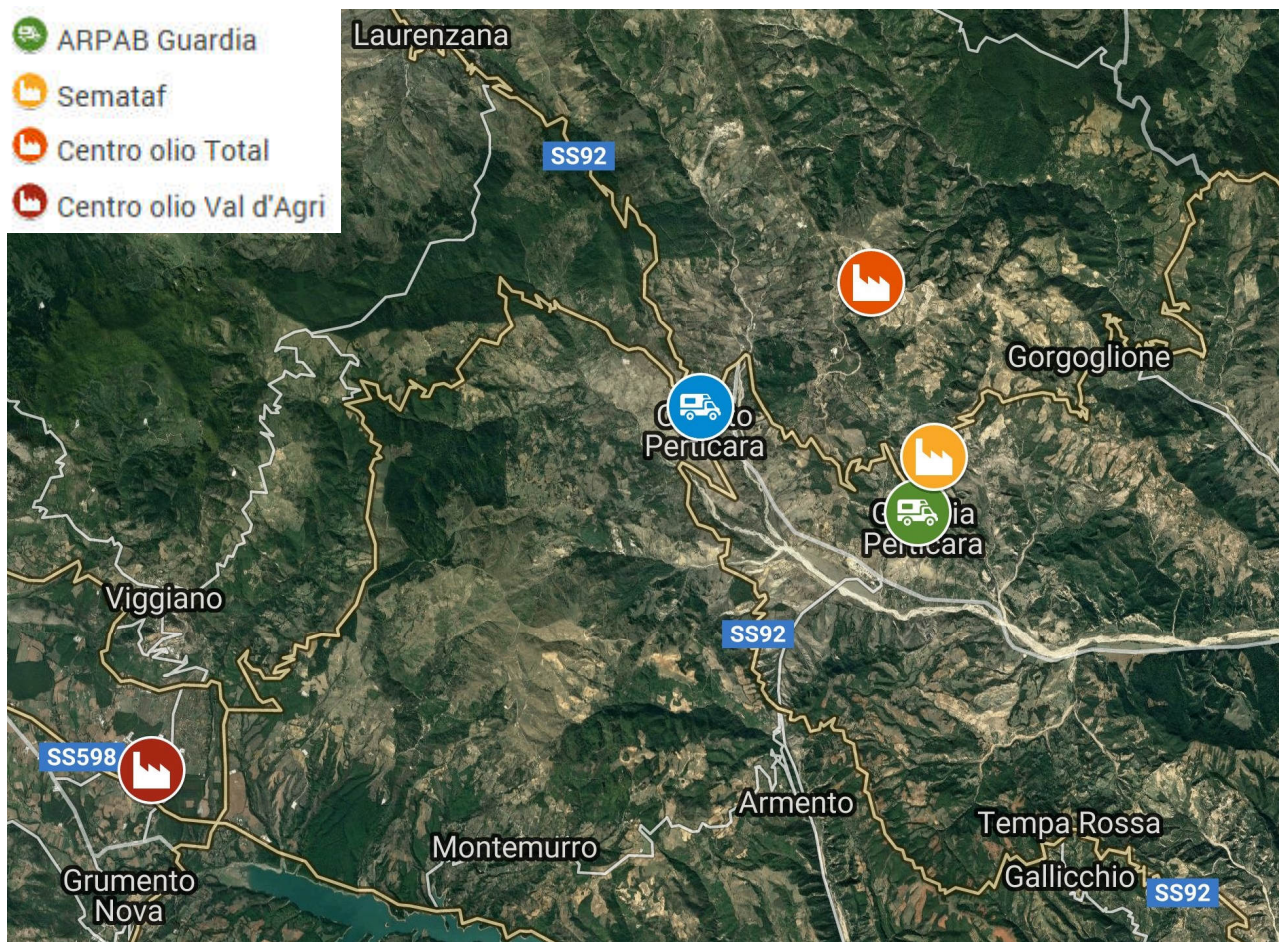 ARPAB Guardia
Semataf
Centro olio Total
Centro olio Val d'Agri
Laurenzana
SS92
Gorgoglione
Perticara
Perticara
Viggiano
SS92
SS598
Armento
Tempa Rossa
Montemurro
Gallicchio
SS92
Grumento
Nova